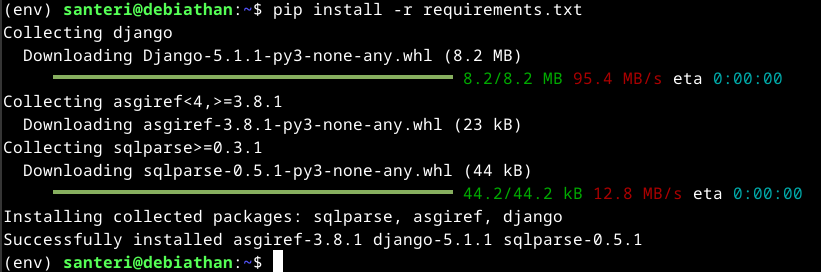 (env) santeri@debiathan:~$ pip install -r requirements.txt
Collecting django
  Downloading Django-5.1.1-py3-none-any.whl (8.2 MB)
8.2/8.2 MB 95.4 MB/s eta 0:00:00
Collecting asgiref<4,>=3.8.1
  Downloading asgiref-3.8.1-py3-none-any.whl (23 kB)
Collecting sqlparse>=0.3.1
  Downloading sqlparse-0.5.1-py3-none-any.whl (44 kB)
44.2/44.2 kB 12.8 MB/s eta 0:00:00
Installing collected packages: sqlparse, asgiref, django
Successfully installed asgiref-3.8.1 django-5.1.1 sqlparse-0.5.1
(env) santeri@debiathan:~$